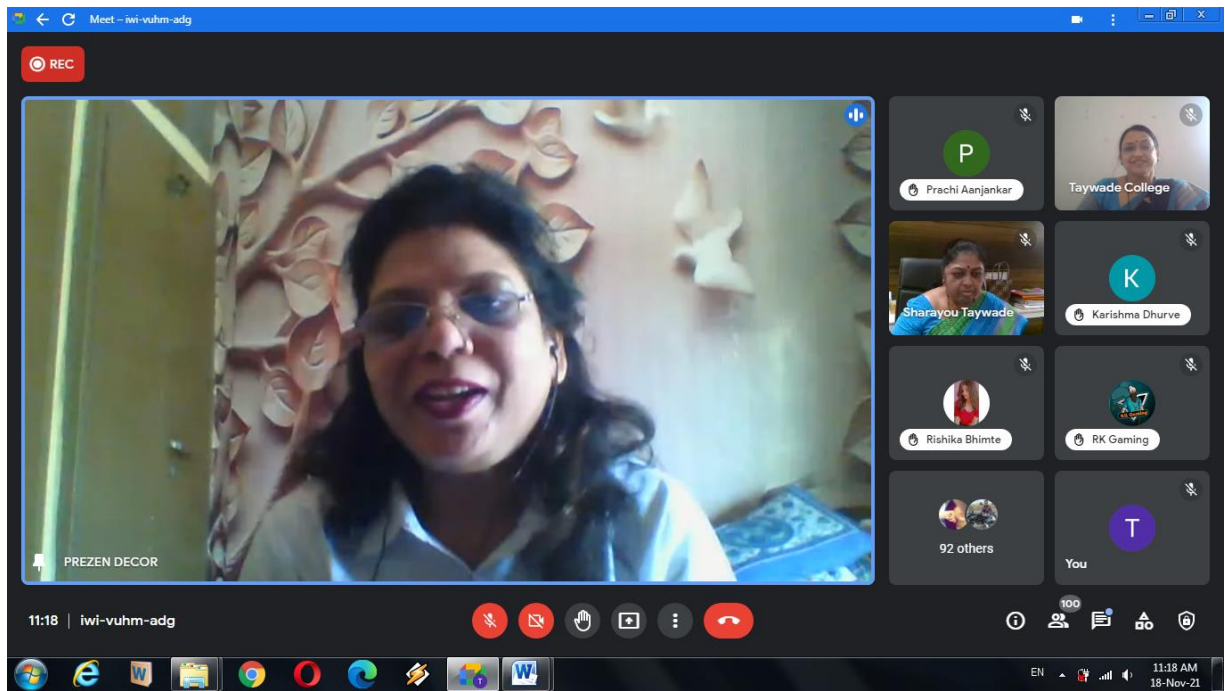 Meet – iwi-vuhm-adg
REC
P
Prachi Aanjankar
Taywade College
Sharayou Taywade
K
Karishma Dhurve
Rishika Bhimte
RK Gaming
92 others
T
You
PREZEN DECOR
11:18 | iwi-vuhm-adg
100
EN
11:18 AM
18-Nov-21